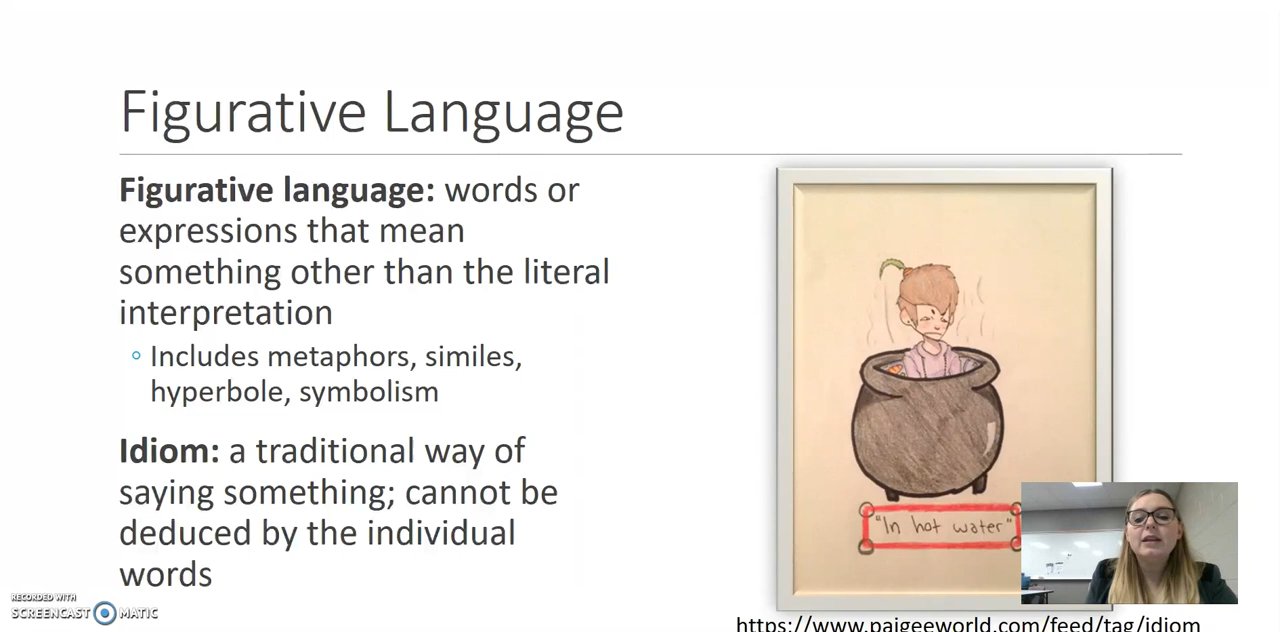 Figurative Language
Figurative language: words or
expressions that mean
something other than the literal
interpretation
Includes metaphors, similes,
hyperbole, symbolism
Idiom: a traditional way of
saying something; cannot be
deduced by the individual
words
"In hot water"
https://www.paigeeworld.com/feed/tag/idiom
RECORDED WITH
SCREENCAST MATIC